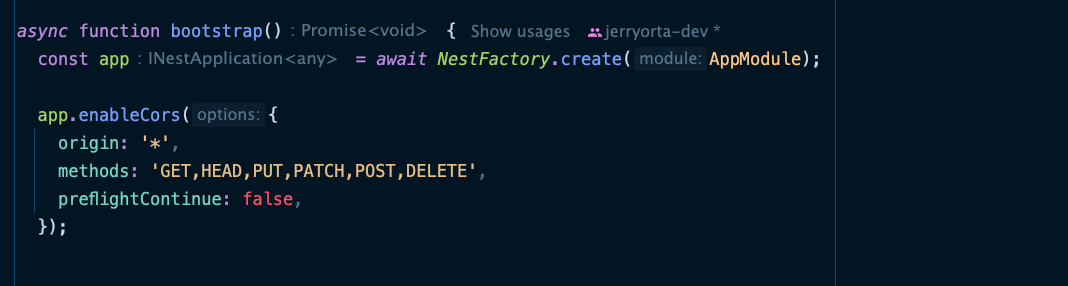 async function bootstrap() : Promise<void> { Show usages jerryorta-dev *
const app : INestApplication<any> = await NestFactory.create( module: AppModule);
app.enableCors( options: {
origin: '*',
methods: 'GET,HEAD,PUT,PATCH,POST,DELETE',
preflightContinue: false,
});